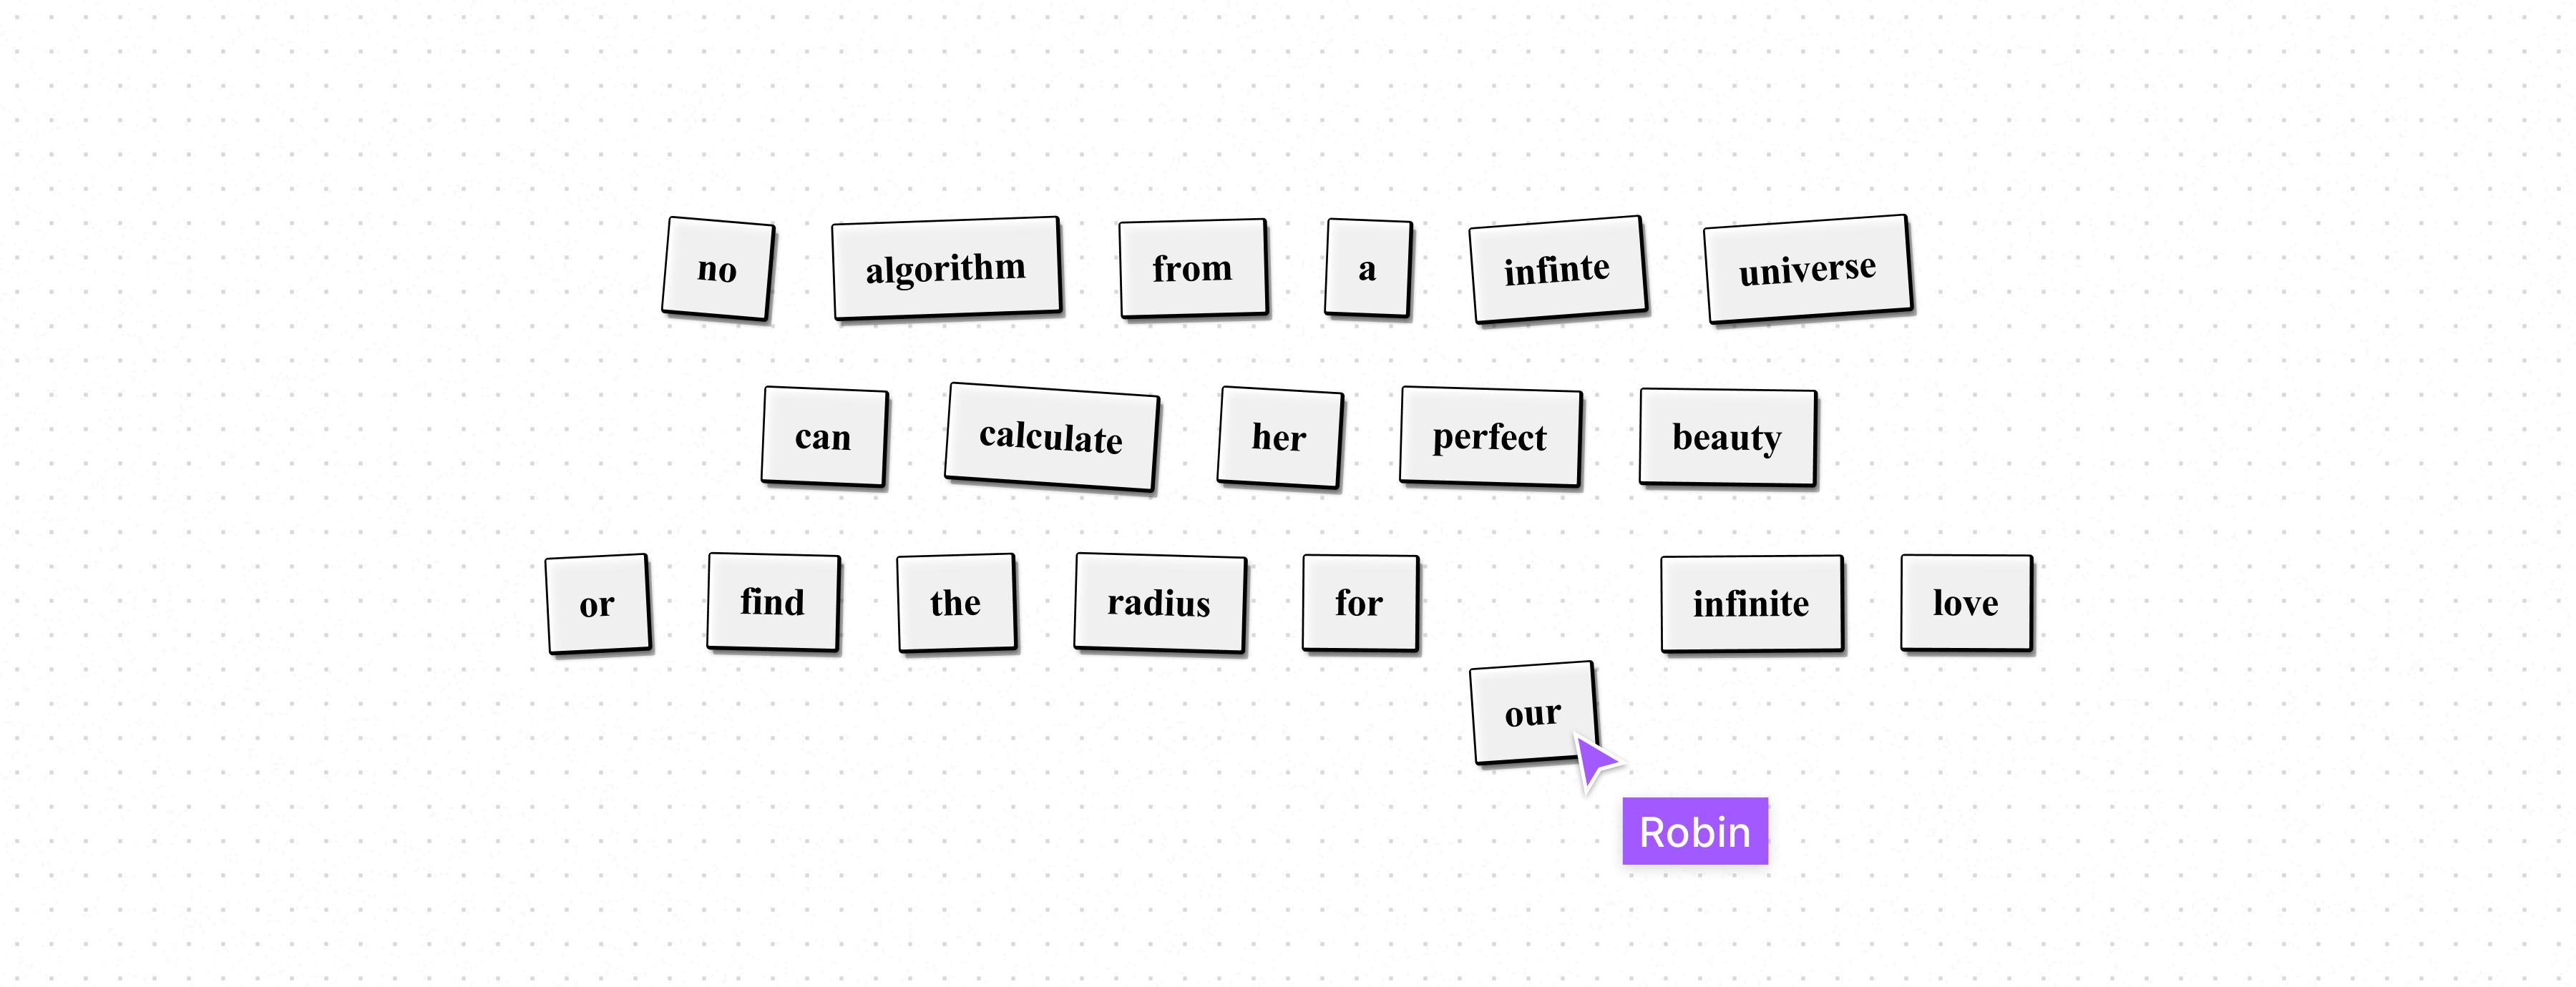 no algorithm from a infinte universe
can calculate her perfect beauty
or find the radius for our infinite love
Robin